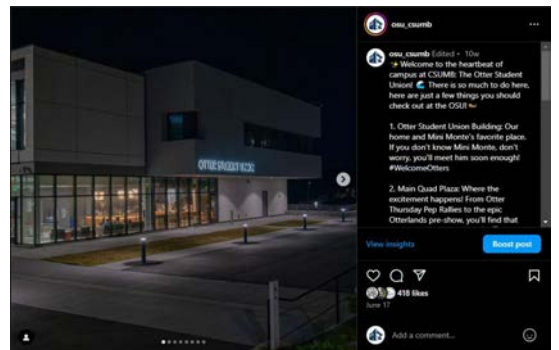 osu_csumb
osu_csumb Edited • 10w
✨ Welcome to the heartbeat of
campus at CSUMB: The Otter Student
Union! 🌊 There is so much to do here,
here are just a few things you should
check out at the OSU! 🦦
1. Otter Student Union Building: Our
home and Mini Monte's favorite place.
If you don't know Mini Monte, don't
worry, you'll meet him soon enough!
#WelcomeOtters
2. Main Quad Plaza: Where the
excitement happens! From Otter
Thursday Pep Rallies to the epic
Otterlands pre-show, you'll find that
OTTER STUDENT UNION
View insights
Boost post
418 likes
June 17
Add a comment...